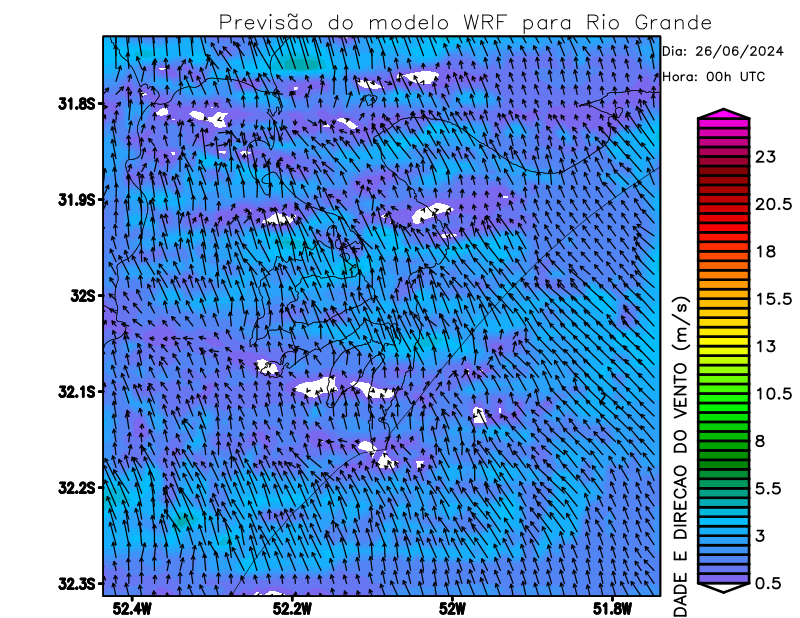 Previsão do modelo WRF para Rio Grande
Dia: 26/06/2024
Hora: 00h UTC
31.8S
31.9S
32S
32.1S
32.2S
32.3S
52.4W
52.2W
52W
51.8W
23
20.5
18
15.5
13
10.5
8
5.5
3
0.5
DADE E DIRECAO DO VENTO (m/s)